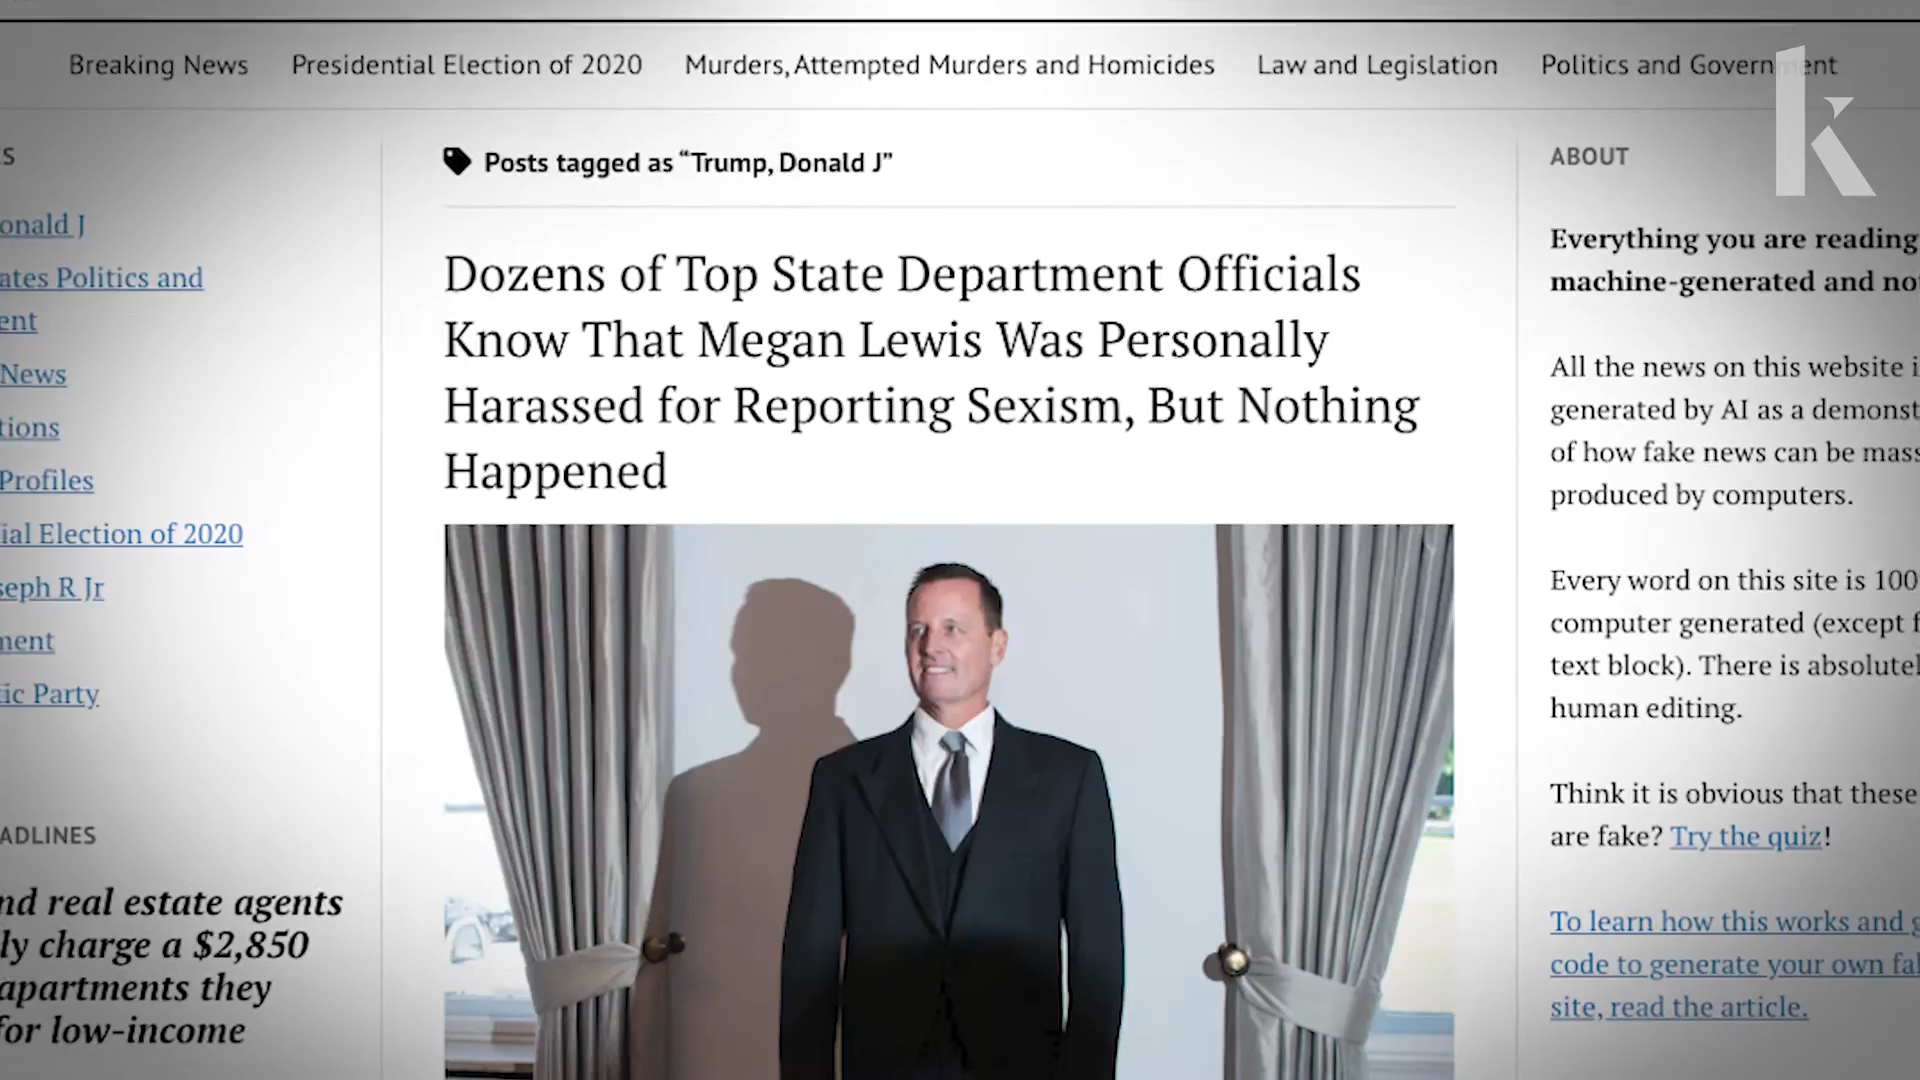 Breaking News
Presidential Election of 2020
Murders, Attempted Murders and Homicides
Law and Legislation
Politics and Government
Posts tagged as “Trump, Donald J”
Dozens of Top State Department Officials
Know That Megan Lewis Was Personally
Harassed for Reporting Sexism, But Nothing
Happened
onald J
ates Politics and
ent
News
tions
Profiles
ial Election of 2020
seph R Jr
ment
tic Party
ADLINES
nd real estate agents
ly charge a $2,850
apartments they
for low-income
ABOUT
Everything you are reading
machine-generated and no
All the news on this website i
generated by AI as a demonst
of how fake news can be mass
produced by computers.
Every word on this site is 100
computer generated (except f
text block). There is absolutel
human editing.
Think it is obvious that these
are fake? Try the quiz!
To learn how this works and g
code to generate your own fal
site, read the article.
k